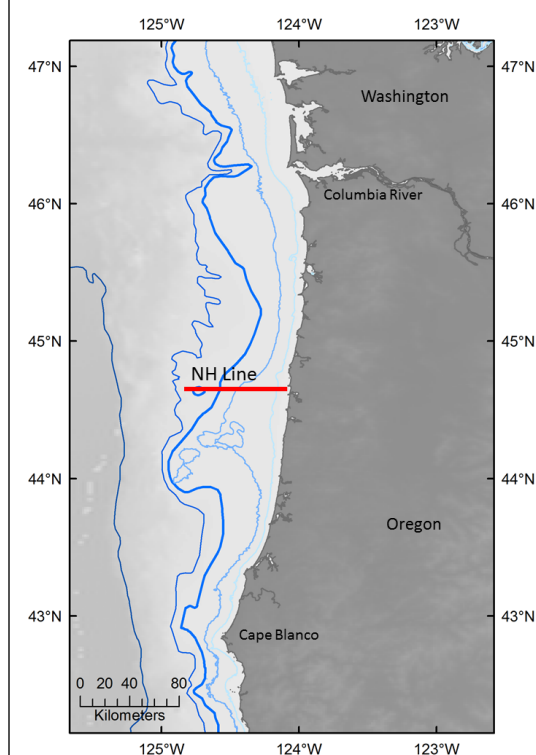 125°W 124°W 123°W
47°N 47°N
Washington
Columbia River
46°N 46°N
45°N 45°N
NH Line
44°N 44°N
Oregon
43°N 43°N
Cape Blanco
0 20 40 80
Kilometers
125°W 124°W 123°W